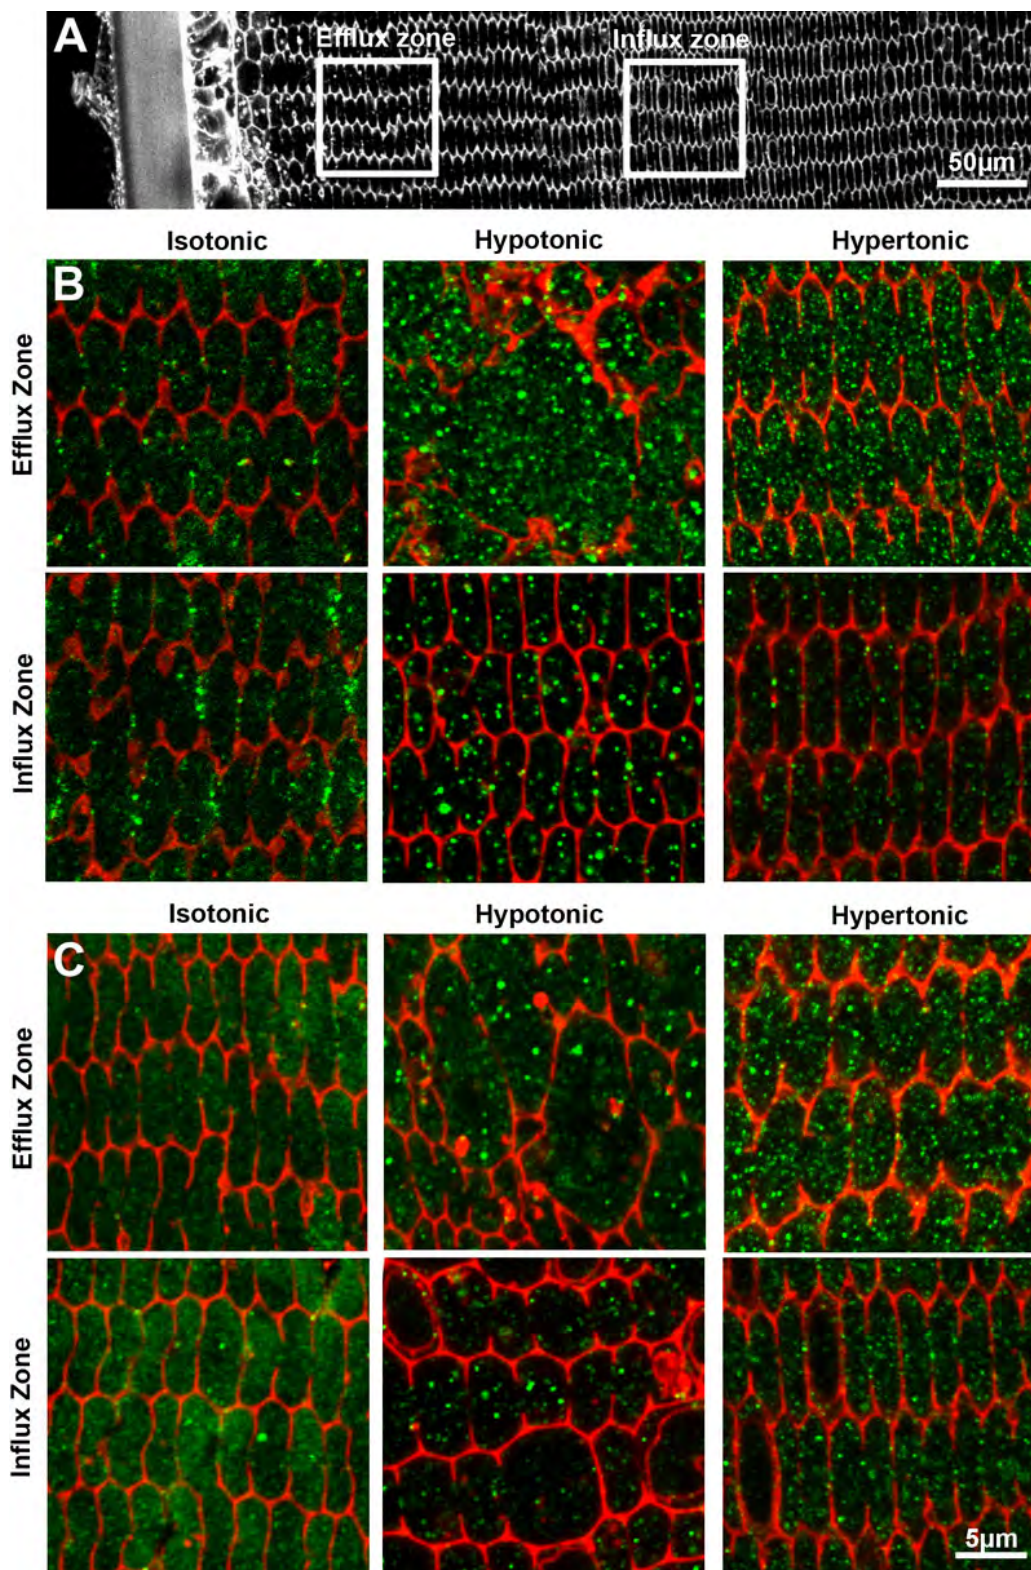 A
Efflux zone Influx zone
50µm
Isotonic Hypotonic Hypertonic
B
Efflux Zone
Influx Zone
Isotonic Hypotonic Hypertonic
C
Efflux Zone
Influx Zone
5µm